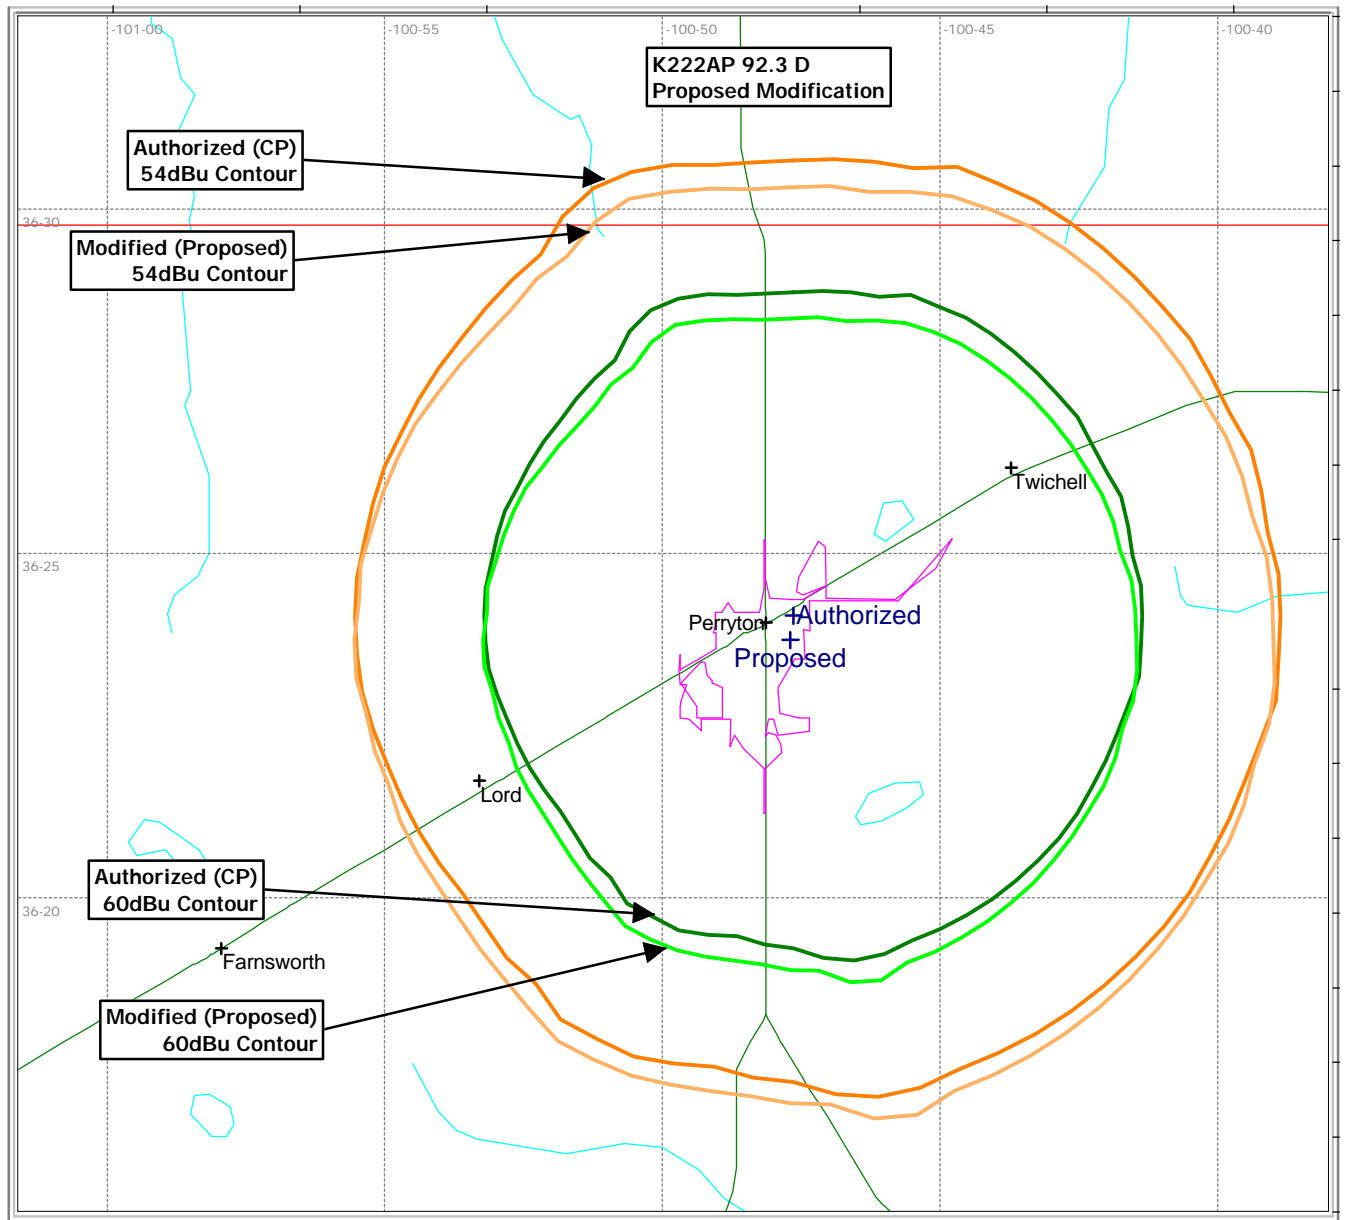 -101-00
-100-55
-100-50
-100-45
-100-40
K222AP 92.3 D
Proposed Modification
Authorized (CP)
54dBu Contour
36-30
Modified (Proposed)
54dBu Contour
Twichell
36-25
Authorized
Perryton
Proposed
Lord
Authorized (CP)
60dBu Contour
36-20
Farnsworth
Modified (Proposed)
60dBu Contour